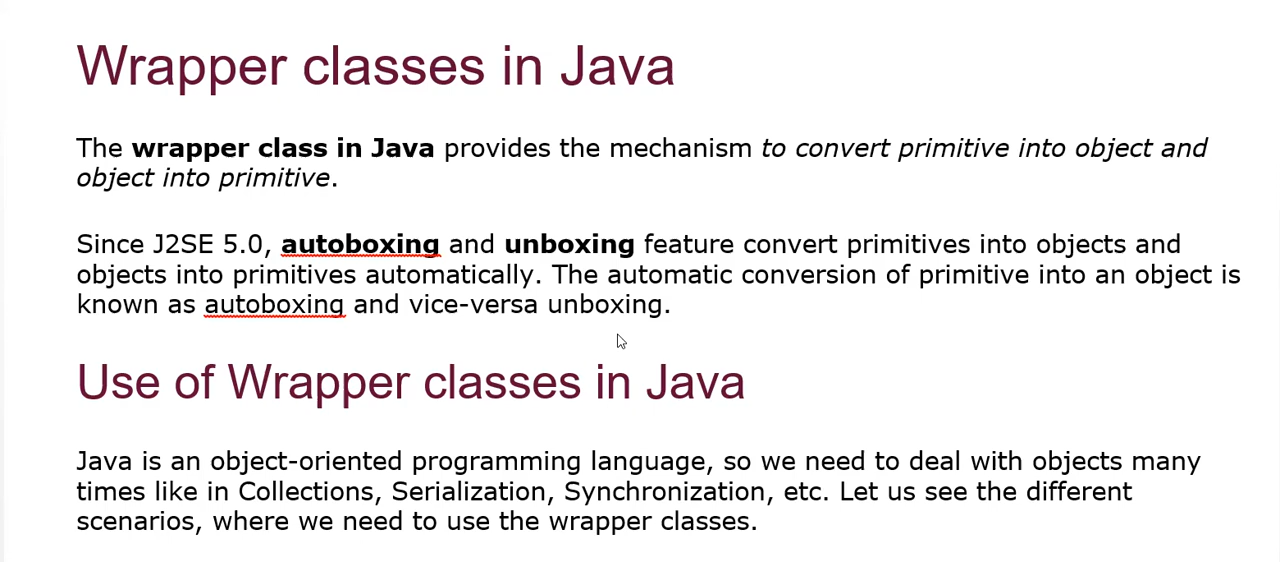 Wrapper classes in Java
The wrapper class in Java provides the mechanism to convert primitive into object and
object into primitive.
Since J2SE 5.0, autoboxing and unboxing feature convert primitives into objects and
objects into primitives automatically. The automatic conversion of primitive into an object is
known as autoboxing and vice-versa unboxing.
Use of Wrapper classes in Java
Java is an object-oriented programming language, so we need to deal with objects many
times like in Collections, Serialization, Synchronization, etc. Let us see the different
scenarios, where we need to use the wrapper classes.